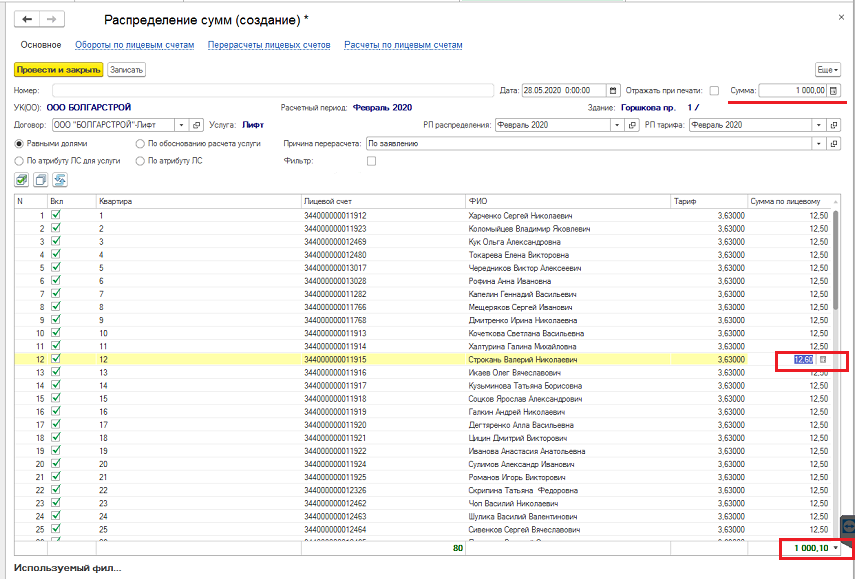 Распределение сумм (создание) *
Основное Обороты по лицевым счетам Перерасчеты лицевых счетов Расчеты по лицевым счетам
Провести и закрыть Записать Еще
Номер: Дата: 28.05.2020 0:00:00 Отражать при печати: Сумма: 1 000,00
УК(ОО): ООО БОЛГАРСТРОЙ Расчетный период: Февраль 2020 Здание: Горшкова пр. 1 /
Договор: ООО "БОЛГАРСТРОЙ"-Лифт Услуга: Лифт РП распределения: Февраль 2020 РП тарифа: Февраль 2020
Равными долями По обоснованию расчета услуги Причина перерасчета: По заявлению
По атрибуту ЛС для услуги По атрибуту ЛС Фильтр:
N Вкл Квартира Лицевой счет ФИО Тариф Сумма по лицевому
1 1 344000000011912 Харченко Сергей Николаевич 3,63000 12,50
2 2 344000000011923 Коломыйцев Владимир Яковлевич 3,63000 12,50
3 3 344000000012469 Кук Ольга Александровна 3,63000 12,50
4 4 344000000012480 Токарева Елена Викторовна 3,63000 12,50
5 5 344000000013017 Чередников Виктор Алексеевич 3,63000 12,50
6 6 344000000013028 Рофина Анна Ивановна 3,63000 12,50
7 7 344000000011282 Капелин Геннадий Васильевич 3,63000 12,50
8 8 344000000011766 Мещеряков Сергей Иванович 3,63000 12,50
9 9 344000000011768 Дмитренко Ирина Николаевна 3,63000 12,50
10 10 344000000011913 Кочеткова Светлана Васильевна 3,63000 12,50
11 11 344000000011914 Халтурина Галина Михайловна 3,63000 12,50
12 12 344000000011915 Строкань Валерий Николаевич 3,63000 12,60
13 13 344000000011916 Икаев Олег Вячеславович 3,63000 12,50
14 14 344000000011917 Кузьминова Татьяна Борисовна 3,63000 12,50
15 15 344000000011918 Соцков Ярослав Александрович 3,63000 12,50
16 16 344000000011919 Галкин Андрей Николаевич 3,63000 12,50
17 17 344000000011920 Дегтяренко Алла Васильевна 3,63000 12,50
18 18 344000000011921 Цицин Дмитрий Викторович 3,63000 12,50
19 19 344000000011922 Иванова Анастасия Анатольевна 3,63000 12,50
20 20 344000000011924 Сулимов Александр Иванович 3,63000 12,50
21 21 344000000011925 Романов Игорь Викторович 3,63000 12,50
22 22 344000000012326 Скрипина Татьяна Федоровна 3,63000 12,50
23 23 344000000012462 Чоп Василий Николаевич 3,63000 12,50
24 24 344000000012463 Шулика Василий Валентинович 3,63000 12,50
25 25 344000000012464 Сивенков Сергей Вячеславович 3,63000 12,50
80 1 000,10
Используемый фил...